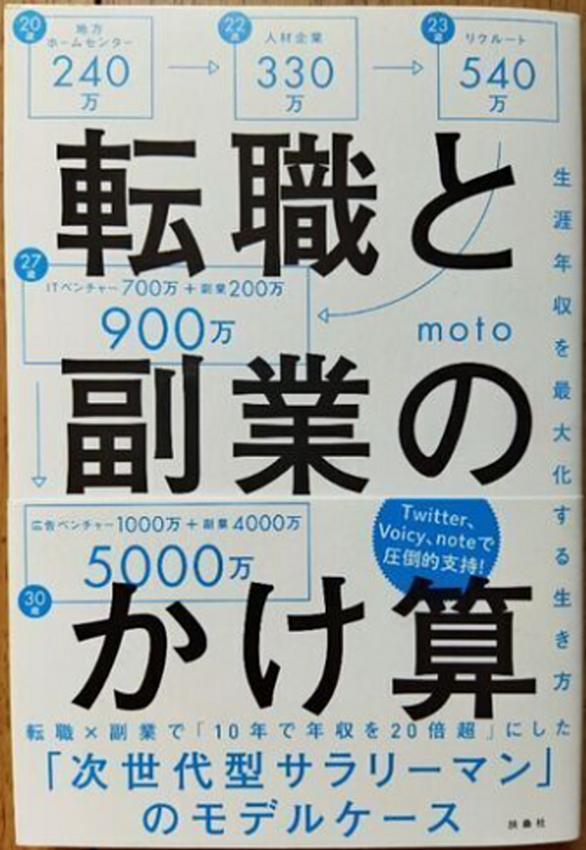 20歳
地方
ホームセンター
240
万
22歳
人材企業
330
万
23歳
リクルート
540
万
転職と
生涯年収を最大化する生き方
27歳
ITベンチャー700万+副業200万
900万
moto
副業の
広告ベンチャー1000万+副業4000万
5000万
30歳
Twitter、
Voicy、noteで
圧倒的支持!
かけ算
転職×副業で「10年で年収を20倍超」にした
「次世代型サラリーマン」
のモデルケース
扶桑社